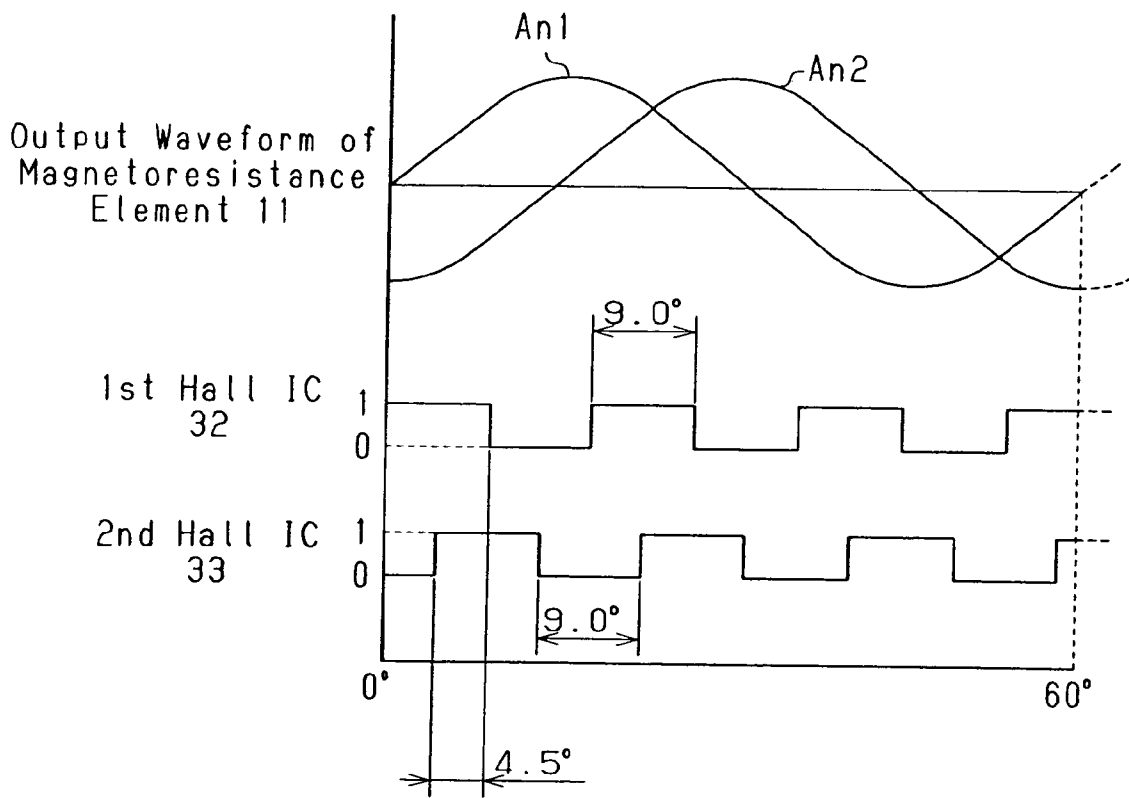 An1
An2
Output Waveform of
Magnetoresistance
Element 11
9.0°
1st Hall IC
32
1
0
2nd Hall IC
33
1
0
9.0°
0°
60°
4.5°